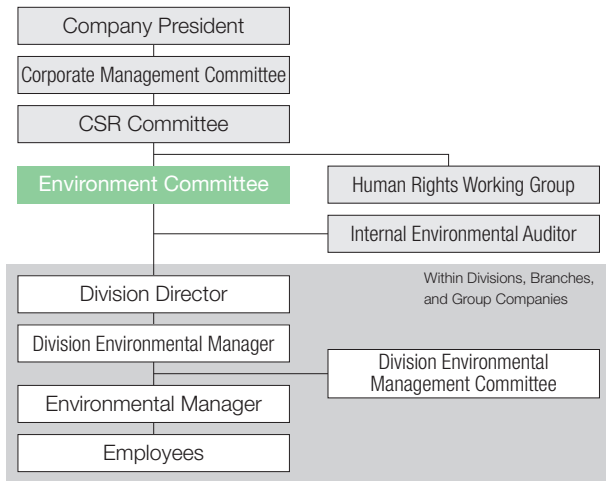 Company President
Corporate Management Committee
CSR Committee
Environment Committee
Human Rights Working Group
Internal Environmental Auditor
Within Divisions, Branches,
and Group Companies
Division Director
Division Environmental Manager
Division Environmental
Management Committee
Environmental Manager
Employees